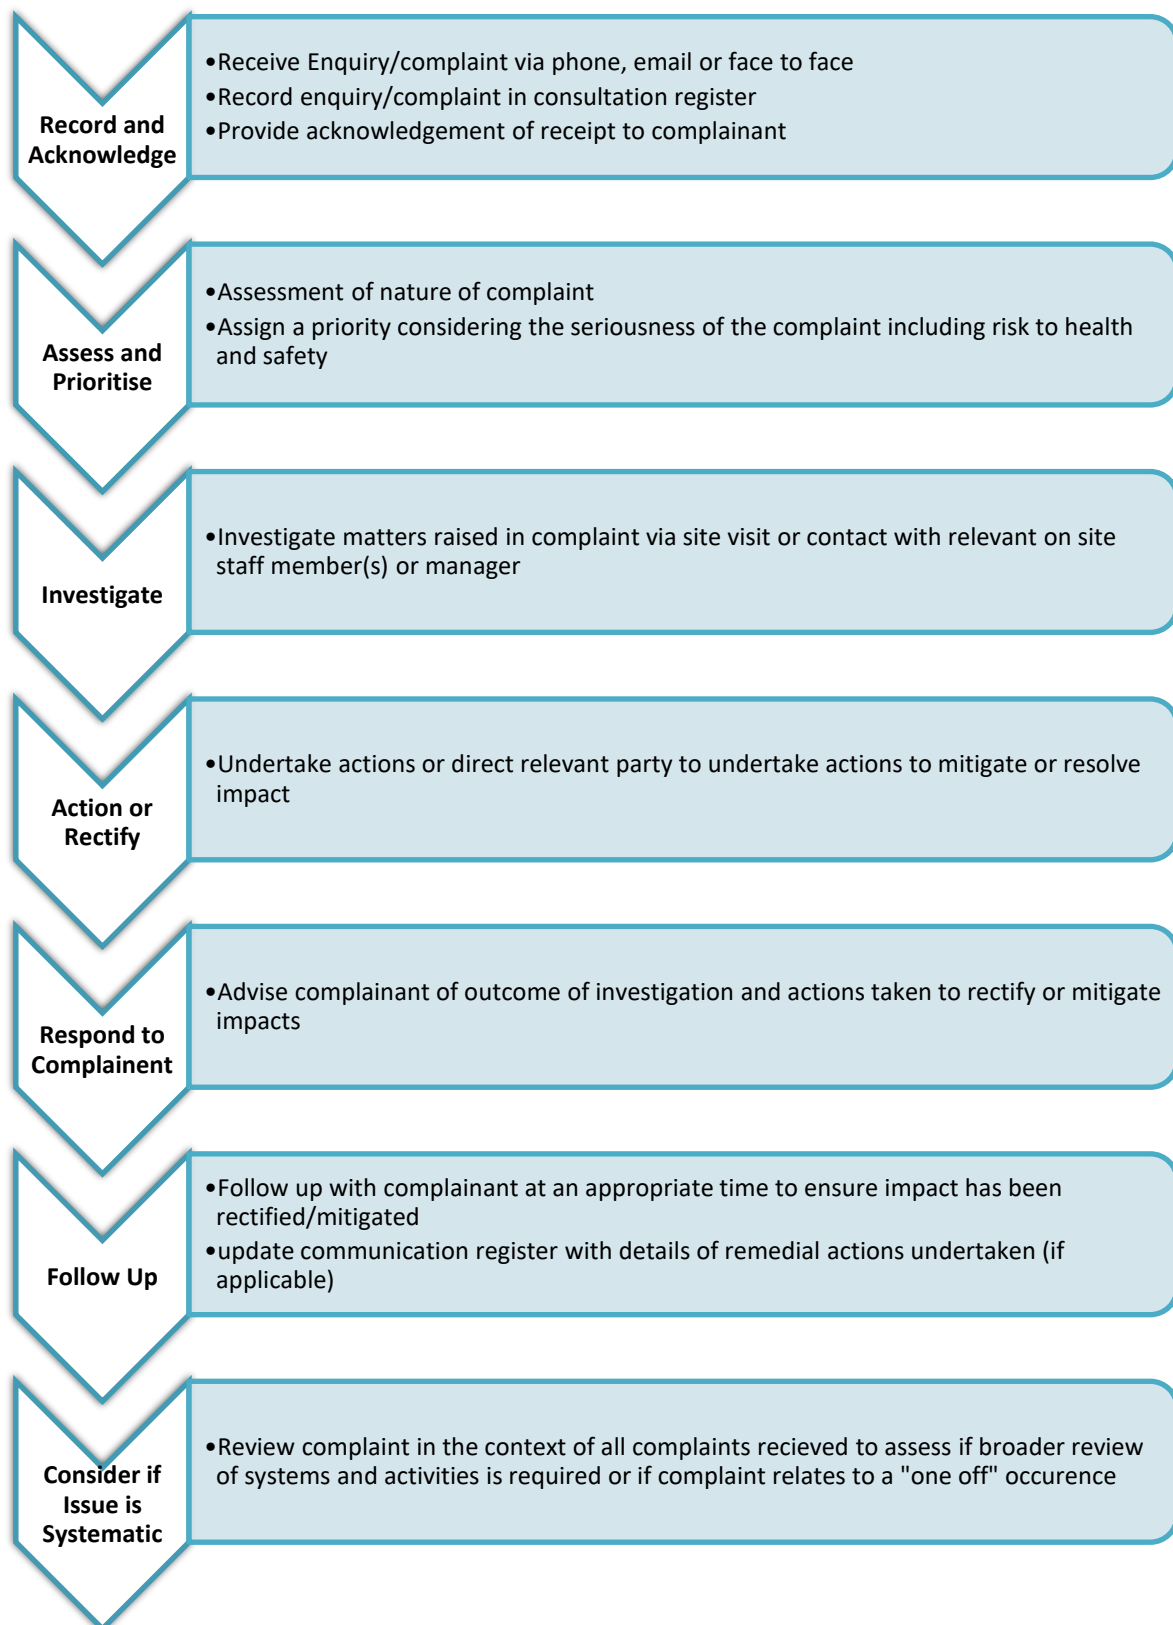 Record and
Acknowledge
•Receive Enquiry/complaint via phone, email or face to face
•Record enquiry/complaint in consultation register
•Provide acknowledgement of receipt to complainant
Assess and
Prioritise
•Assessment of nature of complaint
•Assign a priority considering the seriousness of the complaint including risk to health
and safety
Investigate
•Investigate matters raised in complaint via site visit or contact with relevant on site
staff member(s) or manager
Action or
Rectify
•Undertake actions or direct relevant party to undertake actions to mitigate or resolve
impact
Respond to
Complainent
•Advise complainant of outcome of investigation and actions taken to rectify or mitigate
impacts
Follow Up
•Follow up with complainant at an appropriate time to ensure impact has been
rectified/mitigated
•update communication register with details of remedial actions undertaken (if
applicable)
Consider if
Issue is
Systematic
•Review complaint in the context of all complaints recieved to assess if broader review
of systems and activities is required or if complaint relates to a "one off" occurence